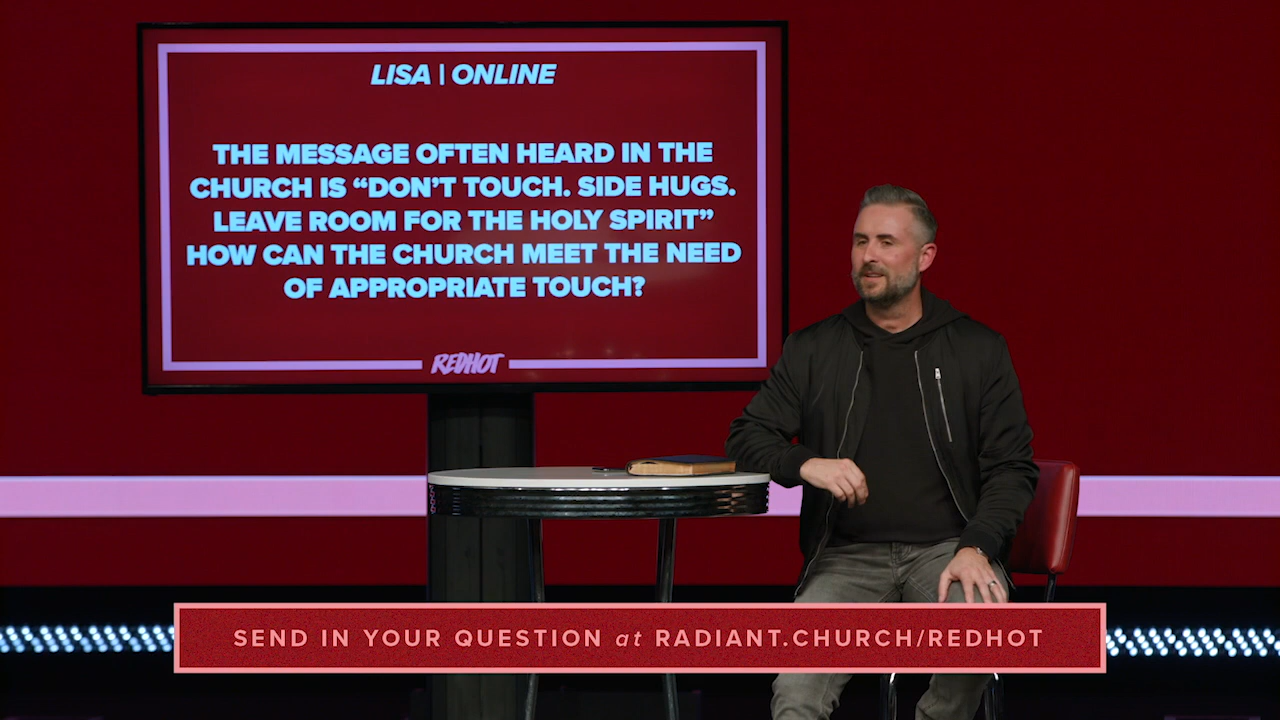 LISA | ONLINE
THE MESSAGE OFTEN HEARD IN THE
CHURCH IS “DON’T TOUCH. SIDE HUGS.
LEAVE ROOM FOR THE HOLY SPIRIT”
HOW CAN THE CHURCH MEET THE NEED
OF APPROPRIATE TOUCH?
REDHOT
SEND IN YOUR QUESTION at RADIANT.CHURCH/REDHOT